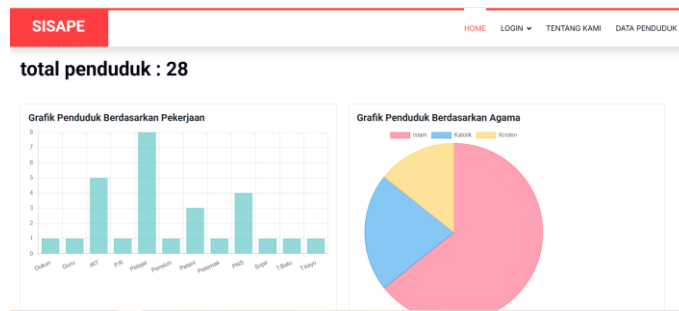 SISAPE
HOME LOGIN TENTANG KAMI DATA PENDUDUK
total penduduk : 28
Grafik Penduduk Berdasarkan Pekerjaan
8
7
6
5
4
3
2
1
0
Dukun Guru IRT P/R Pelajar Pensiun Petani Peternak PNS Sopir T.Batu T.kayu
Grafik Penduduk Berdasarkan Agama
Islam Katolik Kristen